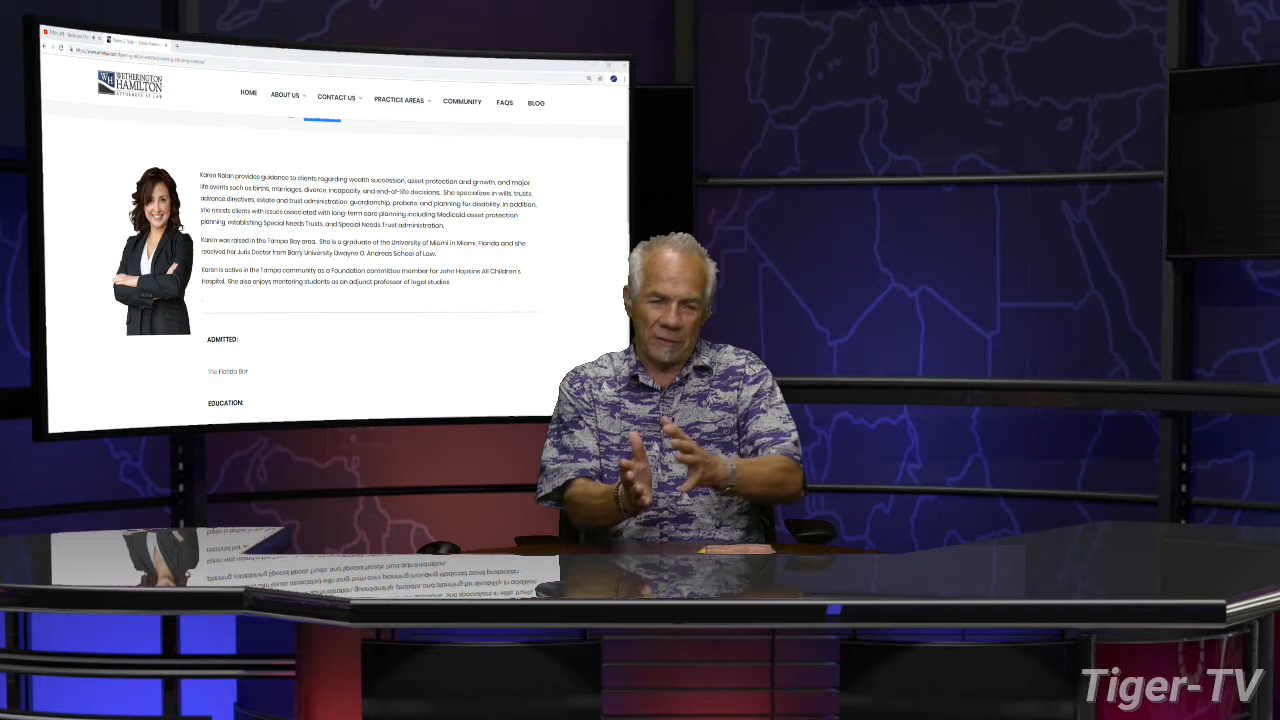 WETHERINGTON
HAMILTON
ATTORNEYS AT LAW
HOME ABOUT US CONTACT US PRACTICE AREAS COMMUNITY FAQS BLOG
Karen Nolan provides guidance to clients regarding wealth succession, asset protection and growth, and major
life events such as births, marriages, divorce, incapacity, and end-of-life decisions. She specializes in wills, trusts,
advance directives, estate and trust administration, guardianship, probate, and planning for disability. In addition,
she assists clients with issues associated with long-term care planning including Medicaid asset protection
planning, establishing Special Needs Trusts, and Special Needs Trust administration.
Karen was raised in the Tampa Bay area. She is a graduate of the University of Miami in Miami, Florida and she
received her Juris Doctor from Barry University Dwayne O. Andreas School of Law.
Karen is active in the Tampa community as a Foundation committee member for John Hopkins All Children's
Hospital. She also enjoys mentoring students as an adjunct professor of legal studies
ADMITTED:
The Florida Bar
EDUCATION:
Tiger-TV